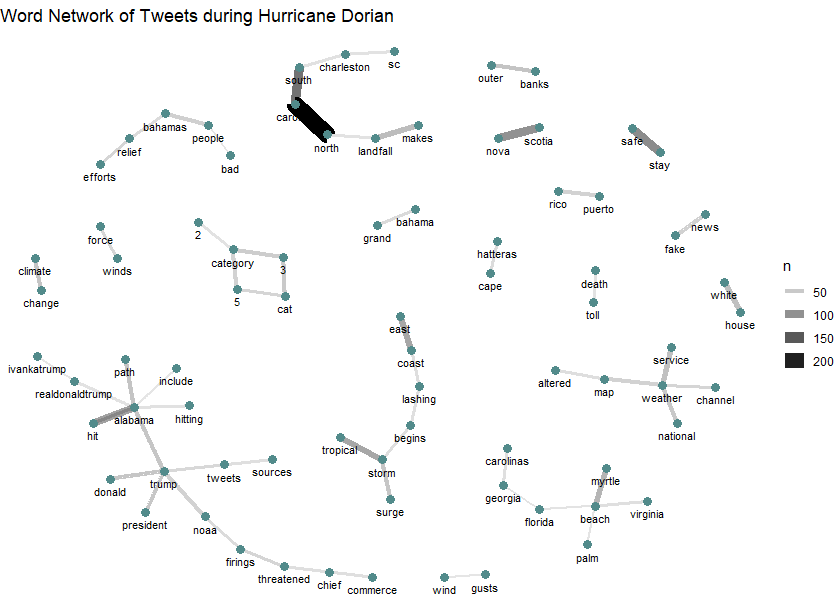 Word Network of Tweets during Hurricane Dorian
charleston
sc
south
outer
banks
carol
north
landfall
makes
nova
scotia
safe
stay
bahamas
people
relief
bad
efforts
rico
puerto
bahama
grand
news
fake
force
winds
2
category
3
5
cat
hatteras
cape
climate
change
death
toll
white
house
n
50
100
150
200
east
coast
lashing
begins
tropical
storm
surge
ivankatrump
path
include
realdonaldtrump
alabama
hitting
hit
service
altered
map
weather
channel
national
trump
tweets
sources
donald
president
noaa
firings
threatened
chief
commerce
carolinas
georgia
myrtle
florida
beach
virginia
palm
wind
gusts